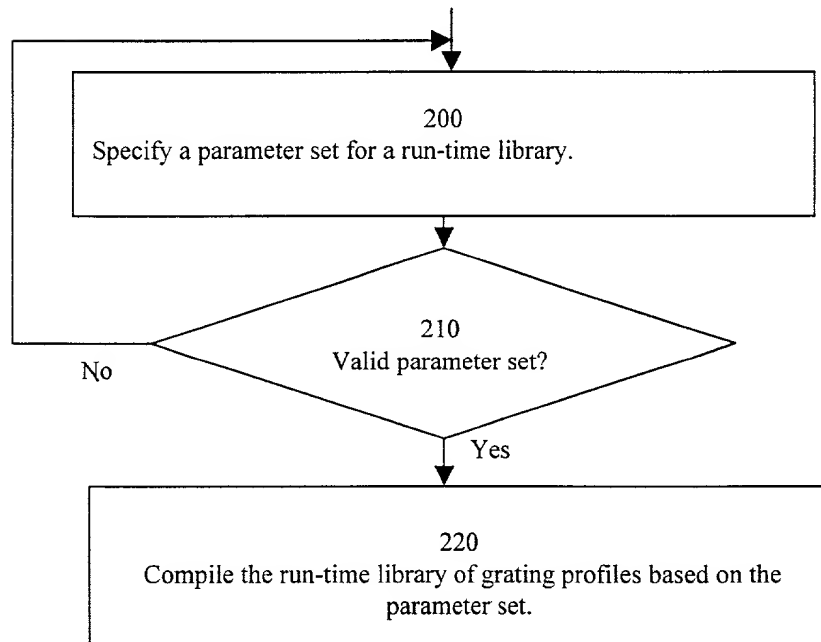 200
Specify a parameter set for a run-time library.
210
Valid parameter set?
No
Yes
220
Compile the run-time library of grating profiles based on the
parameter set.